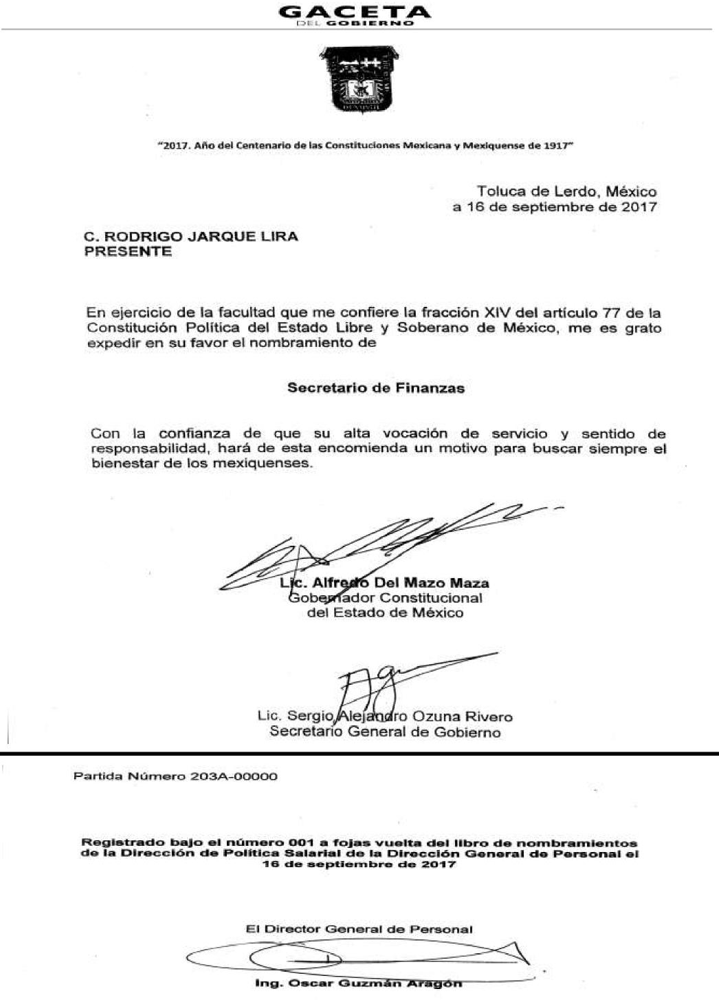 GACETA
DEL GOBIERNO
"2017. Año del Centenario de las Constituciones Mexicana y Mexiquense de 1917"
Toluca de Lerdo, México
a 16 de septiembre de 2017
C. RODRIGO JARQUE LIRA
PRESENTE
En ejercicio de la facultad que me confiere la fracción XIV del artículo 77 de la
Constitución Política del Estado Libre y Soberano de México, me es grato
expedir en su favor el nombramiento de
Secretario de Finanzas
Con la confianza de que su alta vocación de servicio y sentido de
responsabilidad, hará de esta encomienda un motivo para buscar siempre el
bienestar de los mexiquenses.
Lic. Alfredo Del Mazo Maza
Gobernador Constitucional
del Estado de México
Lic. Sergio Alejandro Ozuna Rivero
Secretario General de Gobierno
Partida Número 203A-00000
Registrado bajo el número 001 a fojas vuelta del libro de nombramientos
de la Dirección de Política Salarial de la Dirección General de Personal el
16 de septiembre de 2017
El Director General de Personal
Ing. Oscar Guzmán Aragón